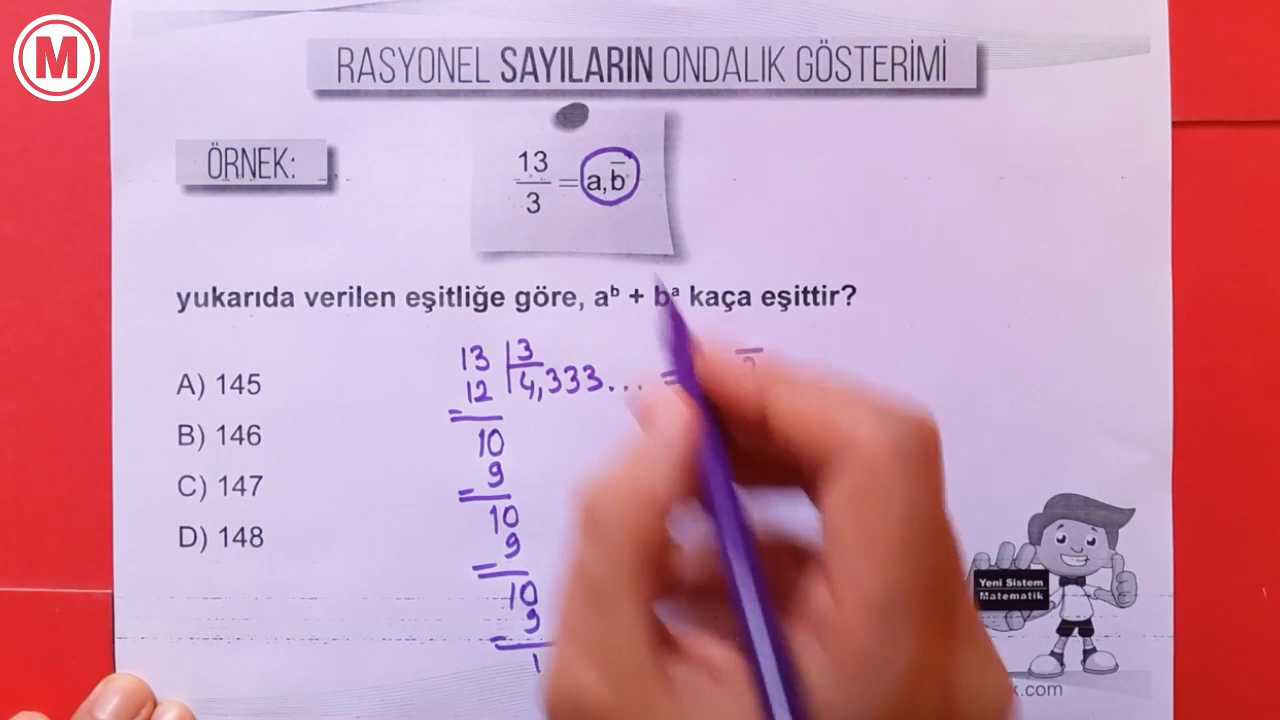 M
RASYONEL SAYILARIN ONDALIK GÖSTERİMİ
ÖRNEK:
13/3 = a,b̅
yukarıda verilen eşitliğe göre, aᵇ + bᵃ kaça eşittir?
A) 145
B) 146
C) 147
D) 148
13 | 3
12 | 4,333... =
10
9
10
9
10
9
1
Yeni Sistem
Matematik
k.com